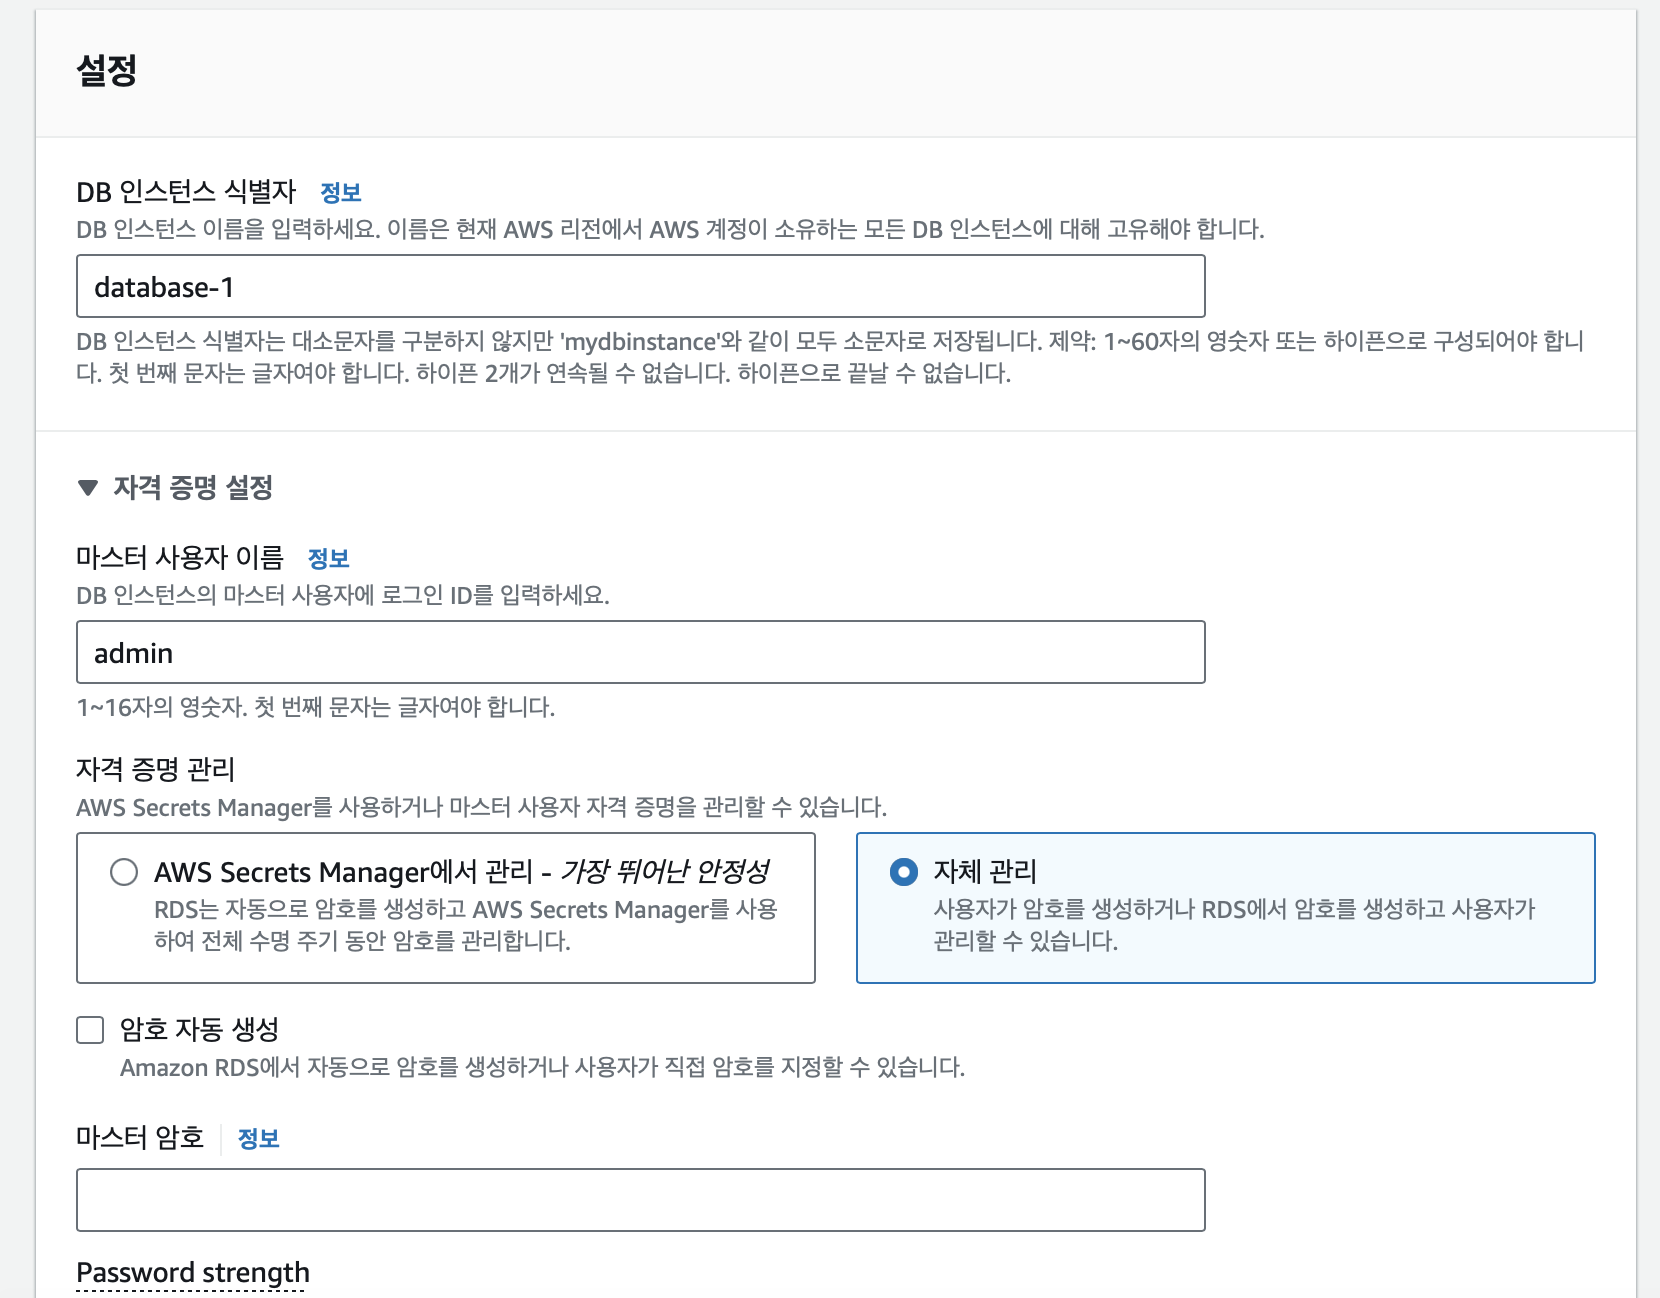 설정
DB 인스턴스 식별자 정보
DB 인스턴스 이름을 입력하세요. 이름은 현재 AWS 리전에서 AWS 계정이 소유하는 모든 DB 인스턴스에 대해 고유해야 합니다.
database-1
DB 인스턴스 식별자는 대소문자를 구분하지 않지만 'mydbinstance'와 같이 모두 소문자로 저장됩니다. 제약: 1~60자의 영숫자 또는 하이픈으로 구성되어야 합니
다. 첫 번째 문자는 글자여야 합니다. 하이픈 2개가 연속될 수 없습니다. 하이픈으로 끝날 수 없습니다.
자격 증명 설정
마스터 사용자 이름 정보
DB 인스턴스의 마스터 사용자에 로그인 ID를 입력하세요.
admin
1~16자의 영숫자. 첫 번째 문자는 글자여야 합니다.
자격 증명 관리
AWS Secrets Manager를 사용하거나 마스터 사용자 자격 증명을 관리할 수 있습니다.
AWS Secrets Manager에서 관리 - 가장 뛰어난 안정성
RDS는 자동으로 암호를 생성하고 AWS Secrets Manager를 사용
하여 전체 수명 주기 동안 암호를 관리합니다.
자체 관리
사용자가 암호를 생성하거나 RDS에서 암호를 생성하고 사용자가
관리할 수 있습니다.
암호 자동 생성
Amazon RDS에서 자동으로 암호를 생성하거나 사용자가 직접 암호를 지정할 수 있습니다.
마스터 암호 정보
Password strength